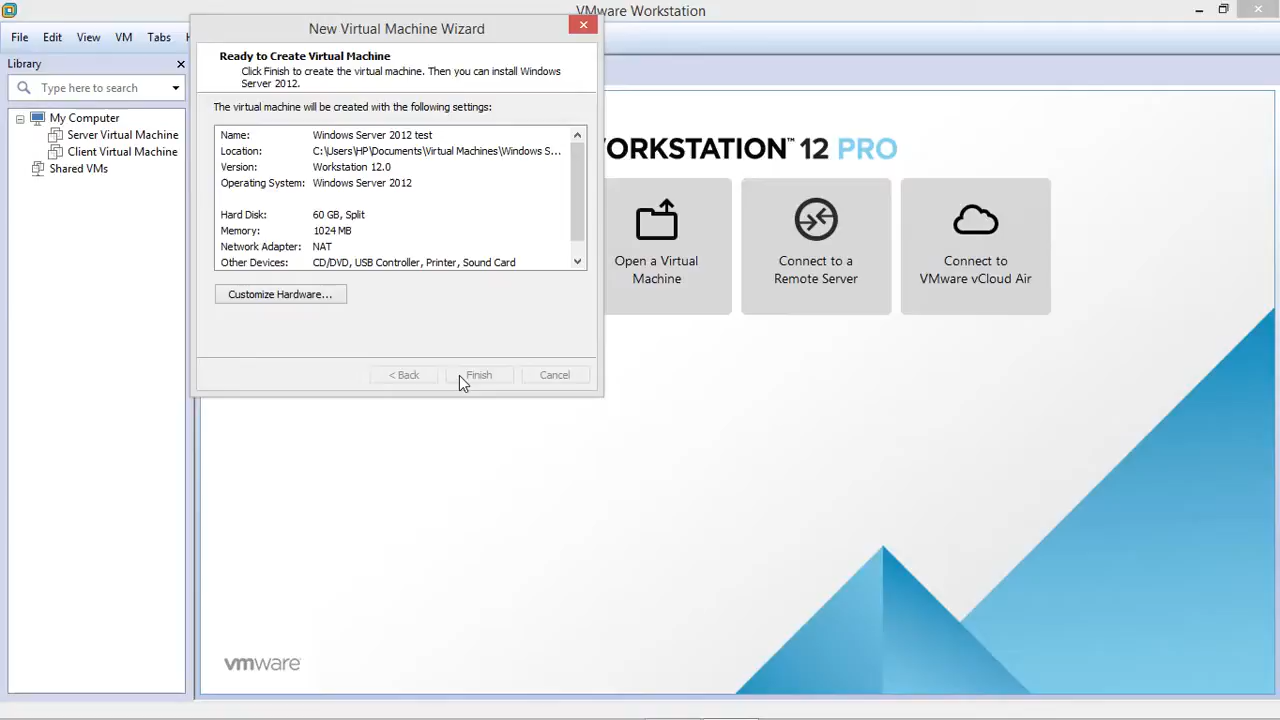 VMware Workstation
File Edit View VM Tabs
New Virtual Machine Wizard
Library
Type here to search
My Computer
Server Virtual Machine
Client Virtual Machine
Shared VMs
Ready to Create Virtual Machine
Click Finish to create the virtual machine. Then you can install Windows
Server 2012.
The virtual machine will be created with the following settings:
Name: Windows Server 2012 test
Location: C:\Users\HP\Documents\Virtual Machines\Windows S...
Version: Workstation 12.0
Operating System: Windows Server 2012
Hard Disk: 60 GB, Split
Memory: 1024 MB
Network Adapter: NAT
Other Devices: CD/DVD, USB Controller, Printer, Sound Card
Customize Hardware...
< Back Finish Cancel
ORKSTATION™ 12 PRO
Open a Virtual
Machine
Connect to a
Remote Server
Connect to
VMware vCloud Air
vmware